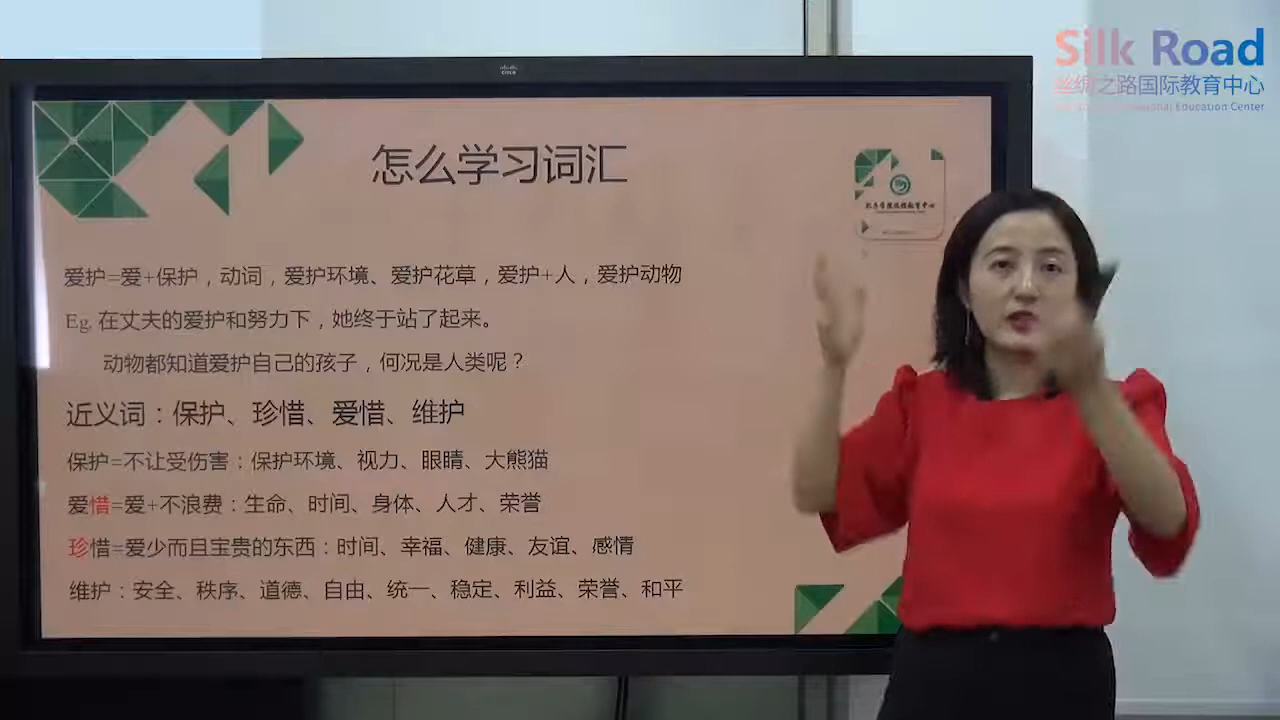 Silk Road
丝绸之路国际教育中心
Education Center
CISCO
怎么学习词汇
爱护=爱+保护，动词，爱护环境、爱护花草，爱护+人，爱护动物
Eg. 在丈夫的爱护和努力下，她终于站了起来。
动物都知道爱护自己的孩子，何况是人类呢？
近义词：保护、珍惜、爱惜、维护
保护=不让受伤害：保护环境、视力、眼睛、大熊猫
爱惜=爱+不浪费：生命、时间、身体、人才、荣誉
珍惜=爱少而且宝贵的东西：时间、幸福、健康、友谊、感情
维护：安全、秩序、道德、自由、统一、稳定、利益、荣誉、和平